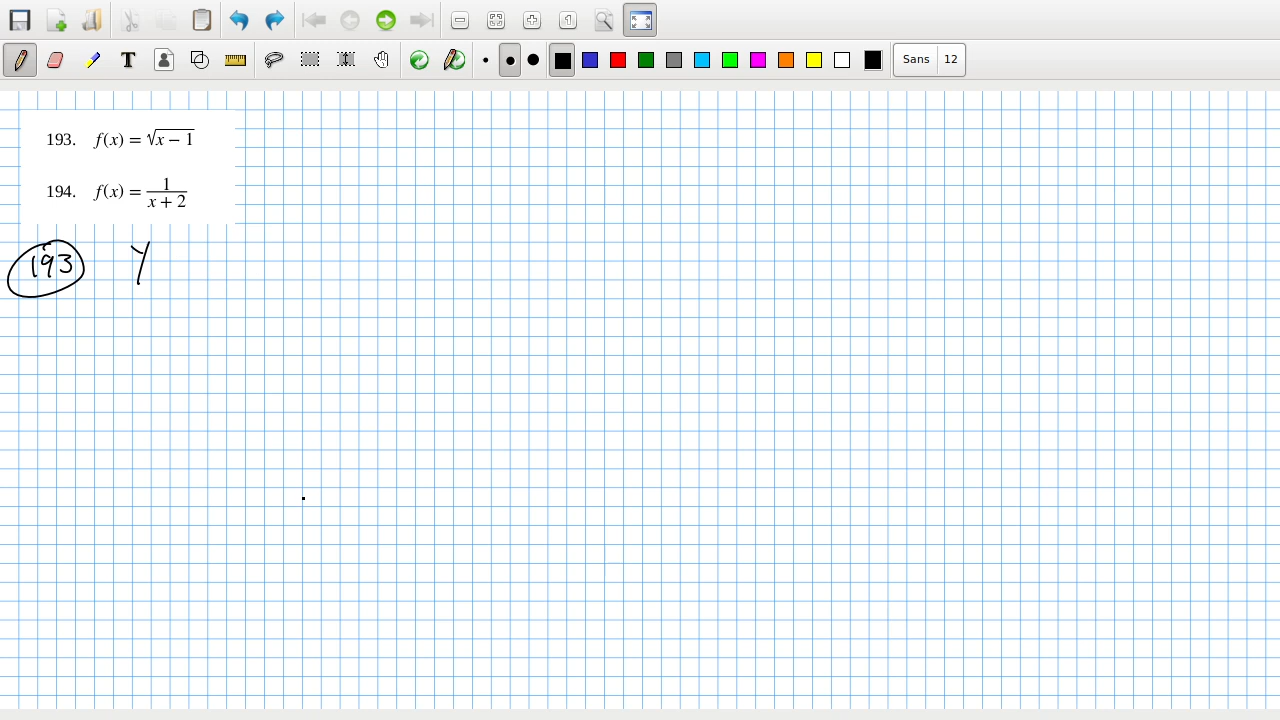 Sans 12
193. f(x) = √x − 1
194. f(x) = 1/(x + 2)
193 y